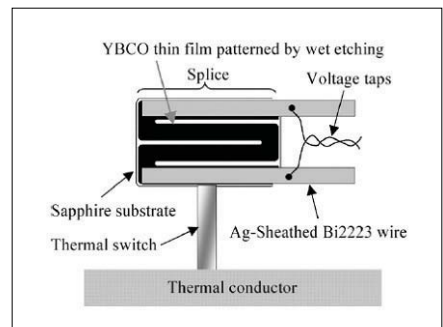 YBCO thin film patterned by wet etching
Splice
Voltage taps
Sapphire substrate
Thermal switch
Ag-Sheathed Bi2223 wire
Thermal conductor